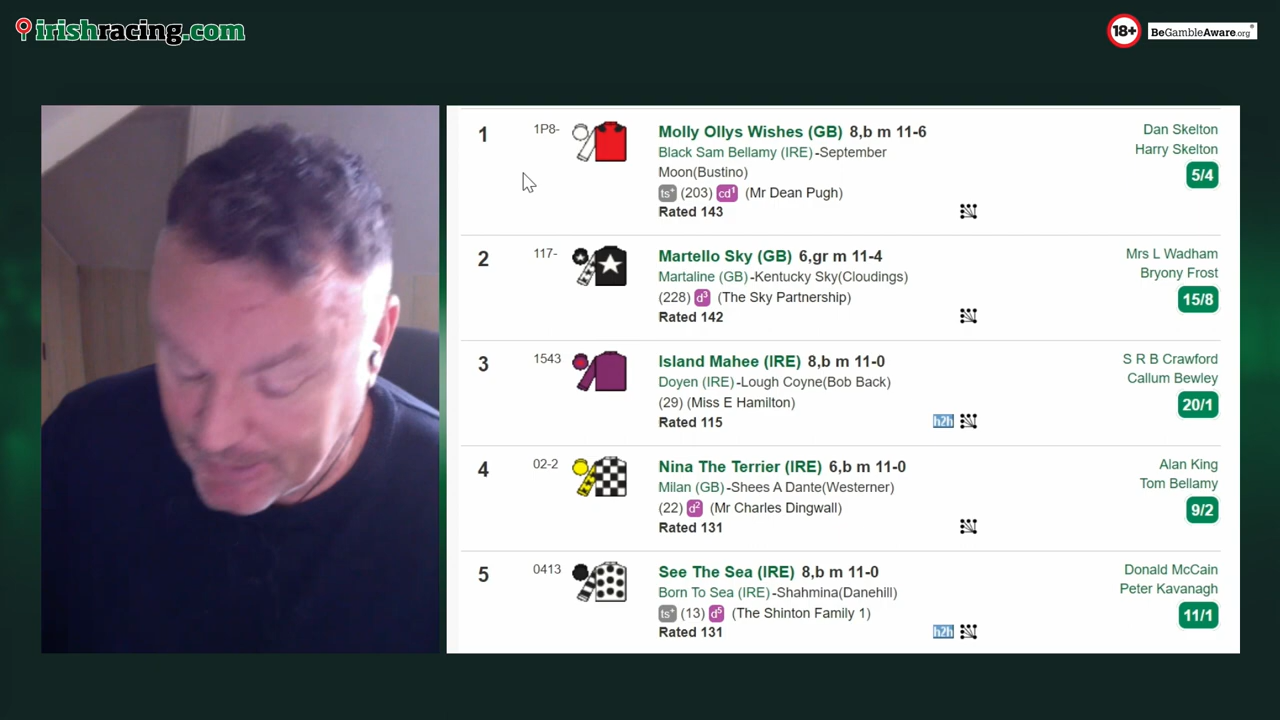 irishracing.com
18+
BeGambleAware.org®
1
1P8-
Molly Ollys Wishes (GB) 8,b m 11-6
Black Sam Bellamy (IRE)-September
Moon(Bustino)
ts+ (203) cd1 (Mr Dean Pugh)
Rated 143
Dan Skelton
Harry Skelton
5/4
2
117-
Martello Sky (GB) 6,gr m 11-4
Martaline (GB)-Kentucky Sky(Cloudings)
(228) d3 (The Sky Partnership)
Rated 142
Mrs L Wadham
Bryony Frost
15/8
3
1543
Island Mahee (IRE) 8,b m 11-0
Doyen (IRE)-Lough Coyne(Bob Back)
(29) (Miss E Hamilton)
Rated 115
h2h
S R B Crawford
Callum Bewley
20/1
4
02-2
Nina The Terrier (IRE) 6,b m 11-0
Milan (GB)-Shees A Dante(Westerner)
(22) d2 (Mr Charles Dingwall)
Rated 131
Alan King
Tom Bellamy
9/2
5
0413
See The Sea (IRE) 8,b m 11-0
Born To Sea (IRE)-Shahmina(Danehill)
ts+ (13) d5 (The Shinton Family 1)
Rated 131
h2h
Donald McCain
Peter Kavanagh
11/1